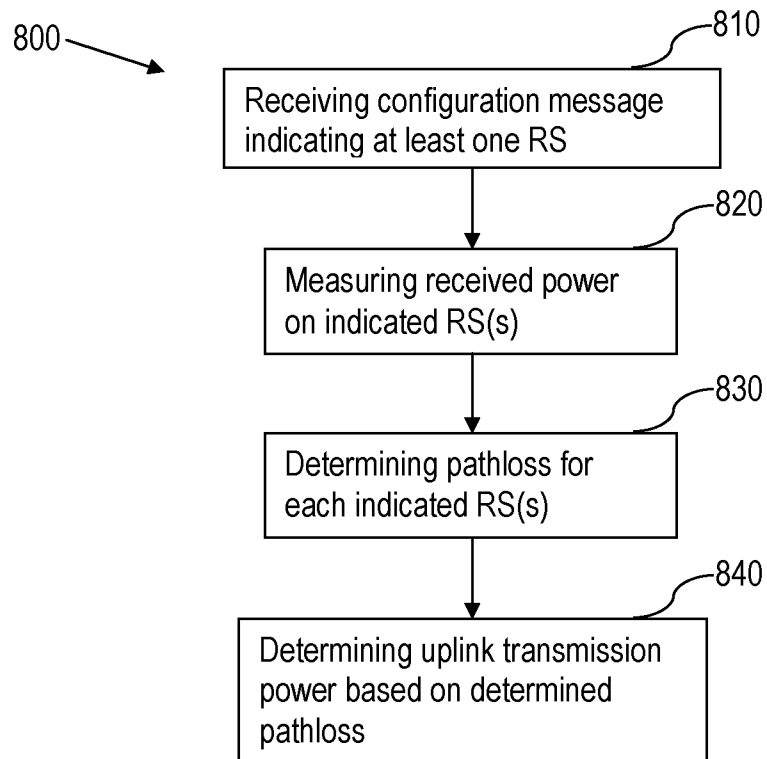 800
810
Receiving configuration message
indicating at least one RS
820
Measuring received power
on indicated RS(s)
830
Determining pathloss for
each indicated RS(s)
840
Determining uplink transmission
power based on determined
pathloss